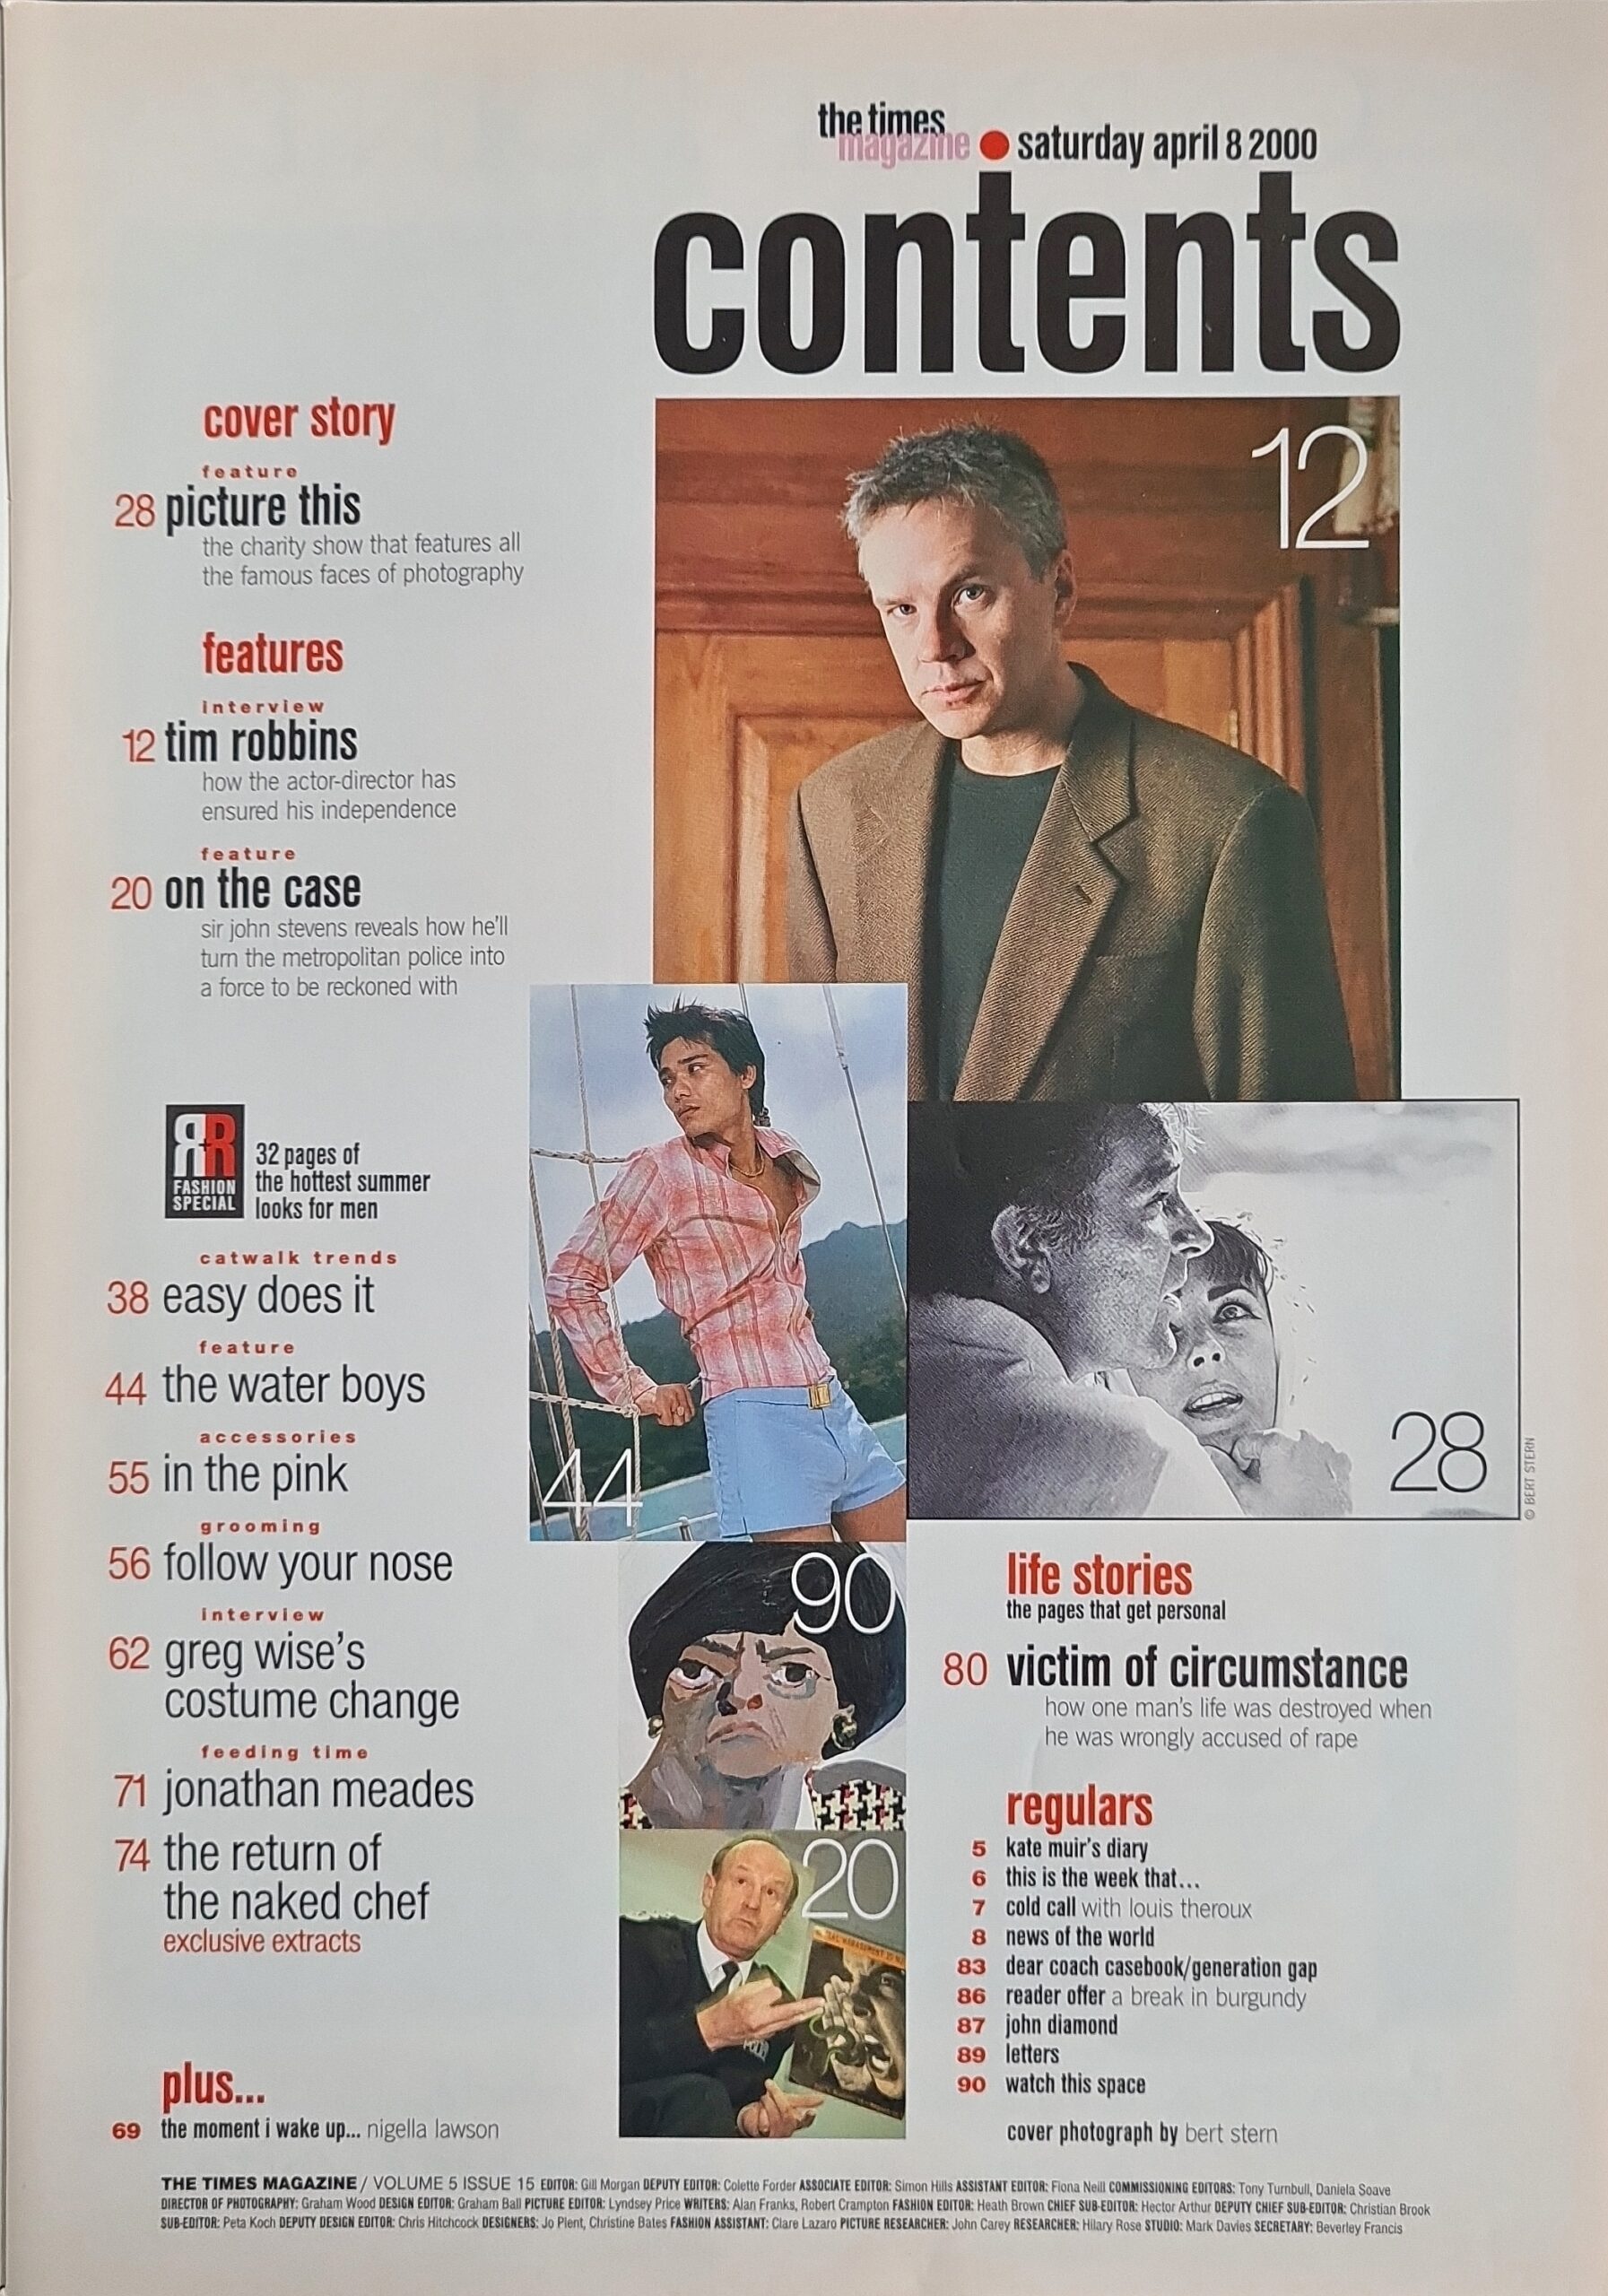 the times
magazine
saturday april 8 2000
contents
cover story
feature
28 picture this
the charity show that features all
the famous faces of photography
features
interview
12 tim robbins
how the actor-director has
ensured his independence
feature
20 on the case
sir john stevens reveals how he'll
turn the metropolitan police into
a force to be reckoned with
R+R
FASHION
SPECIAL
32 pages of
the hottest summer
looks for men
catwalk trends
38 easy does it
feature
44 the water boys
accessories
55 in the pink
grooming
56 follow your nose
interview
62 greg wise's
costume change
feeding time
71 jonathan meades
74 the return of
the naked chef
exclusive extracts
plus...
69 the moment i wake up... nigella lawson
12
44
28
© BERT STERN
90
20
life stories
the pages that get personal
80 victim of circumstance
how one man's life was destroyed when
he was wrongly accused of rape
regulars
5 kate muir's diary
6 this is the week that...
7 cold call with louis theroux
8 news of the world
83 dear coach casebook/generation gap
86 reader offer a break in burgundy
87 john diamond
89 letters
90 watch this space
cover photograph by bert stern
THE TIMES MAGAZINE / VOLUME 5 ISSUE 15 EDITOR: Gill Morgan DEPUTY EDITOR: Colette Forder ASSOCIATE EDITOR: Simon Hills ASSISTANT EDITOR: Fiona Neill COMMISSIONING EDITORS: Tony Turnbull, Daniela Soave
DIRECTOR OF PHOTOGRAPHY: Graham Wood DESIGN EDITOR: Graham Ball PICTURE EDITOR: Lyndsey Price WRITERS: Alan Franks, Robert Crampton FASHION EDITOR: Heath Brown CHIEF SUB-EDITOR: Hector Arthur DEPUTY CHIEF SUB-EDITOR: Christian Brook
SUB-EDITOR: Peta Koch DEPUTY DESIGN EDITOR: Chris Hitchcock DESIGNERS: Jo Plent, Christine Bates FASHION ASSISTANT: Clare Lazaro PICTURE RESEARCHER: John Carey RESEARCHER: Hilary Rose STUDIO: Mark Davies SECRETARY: Beverley Francis